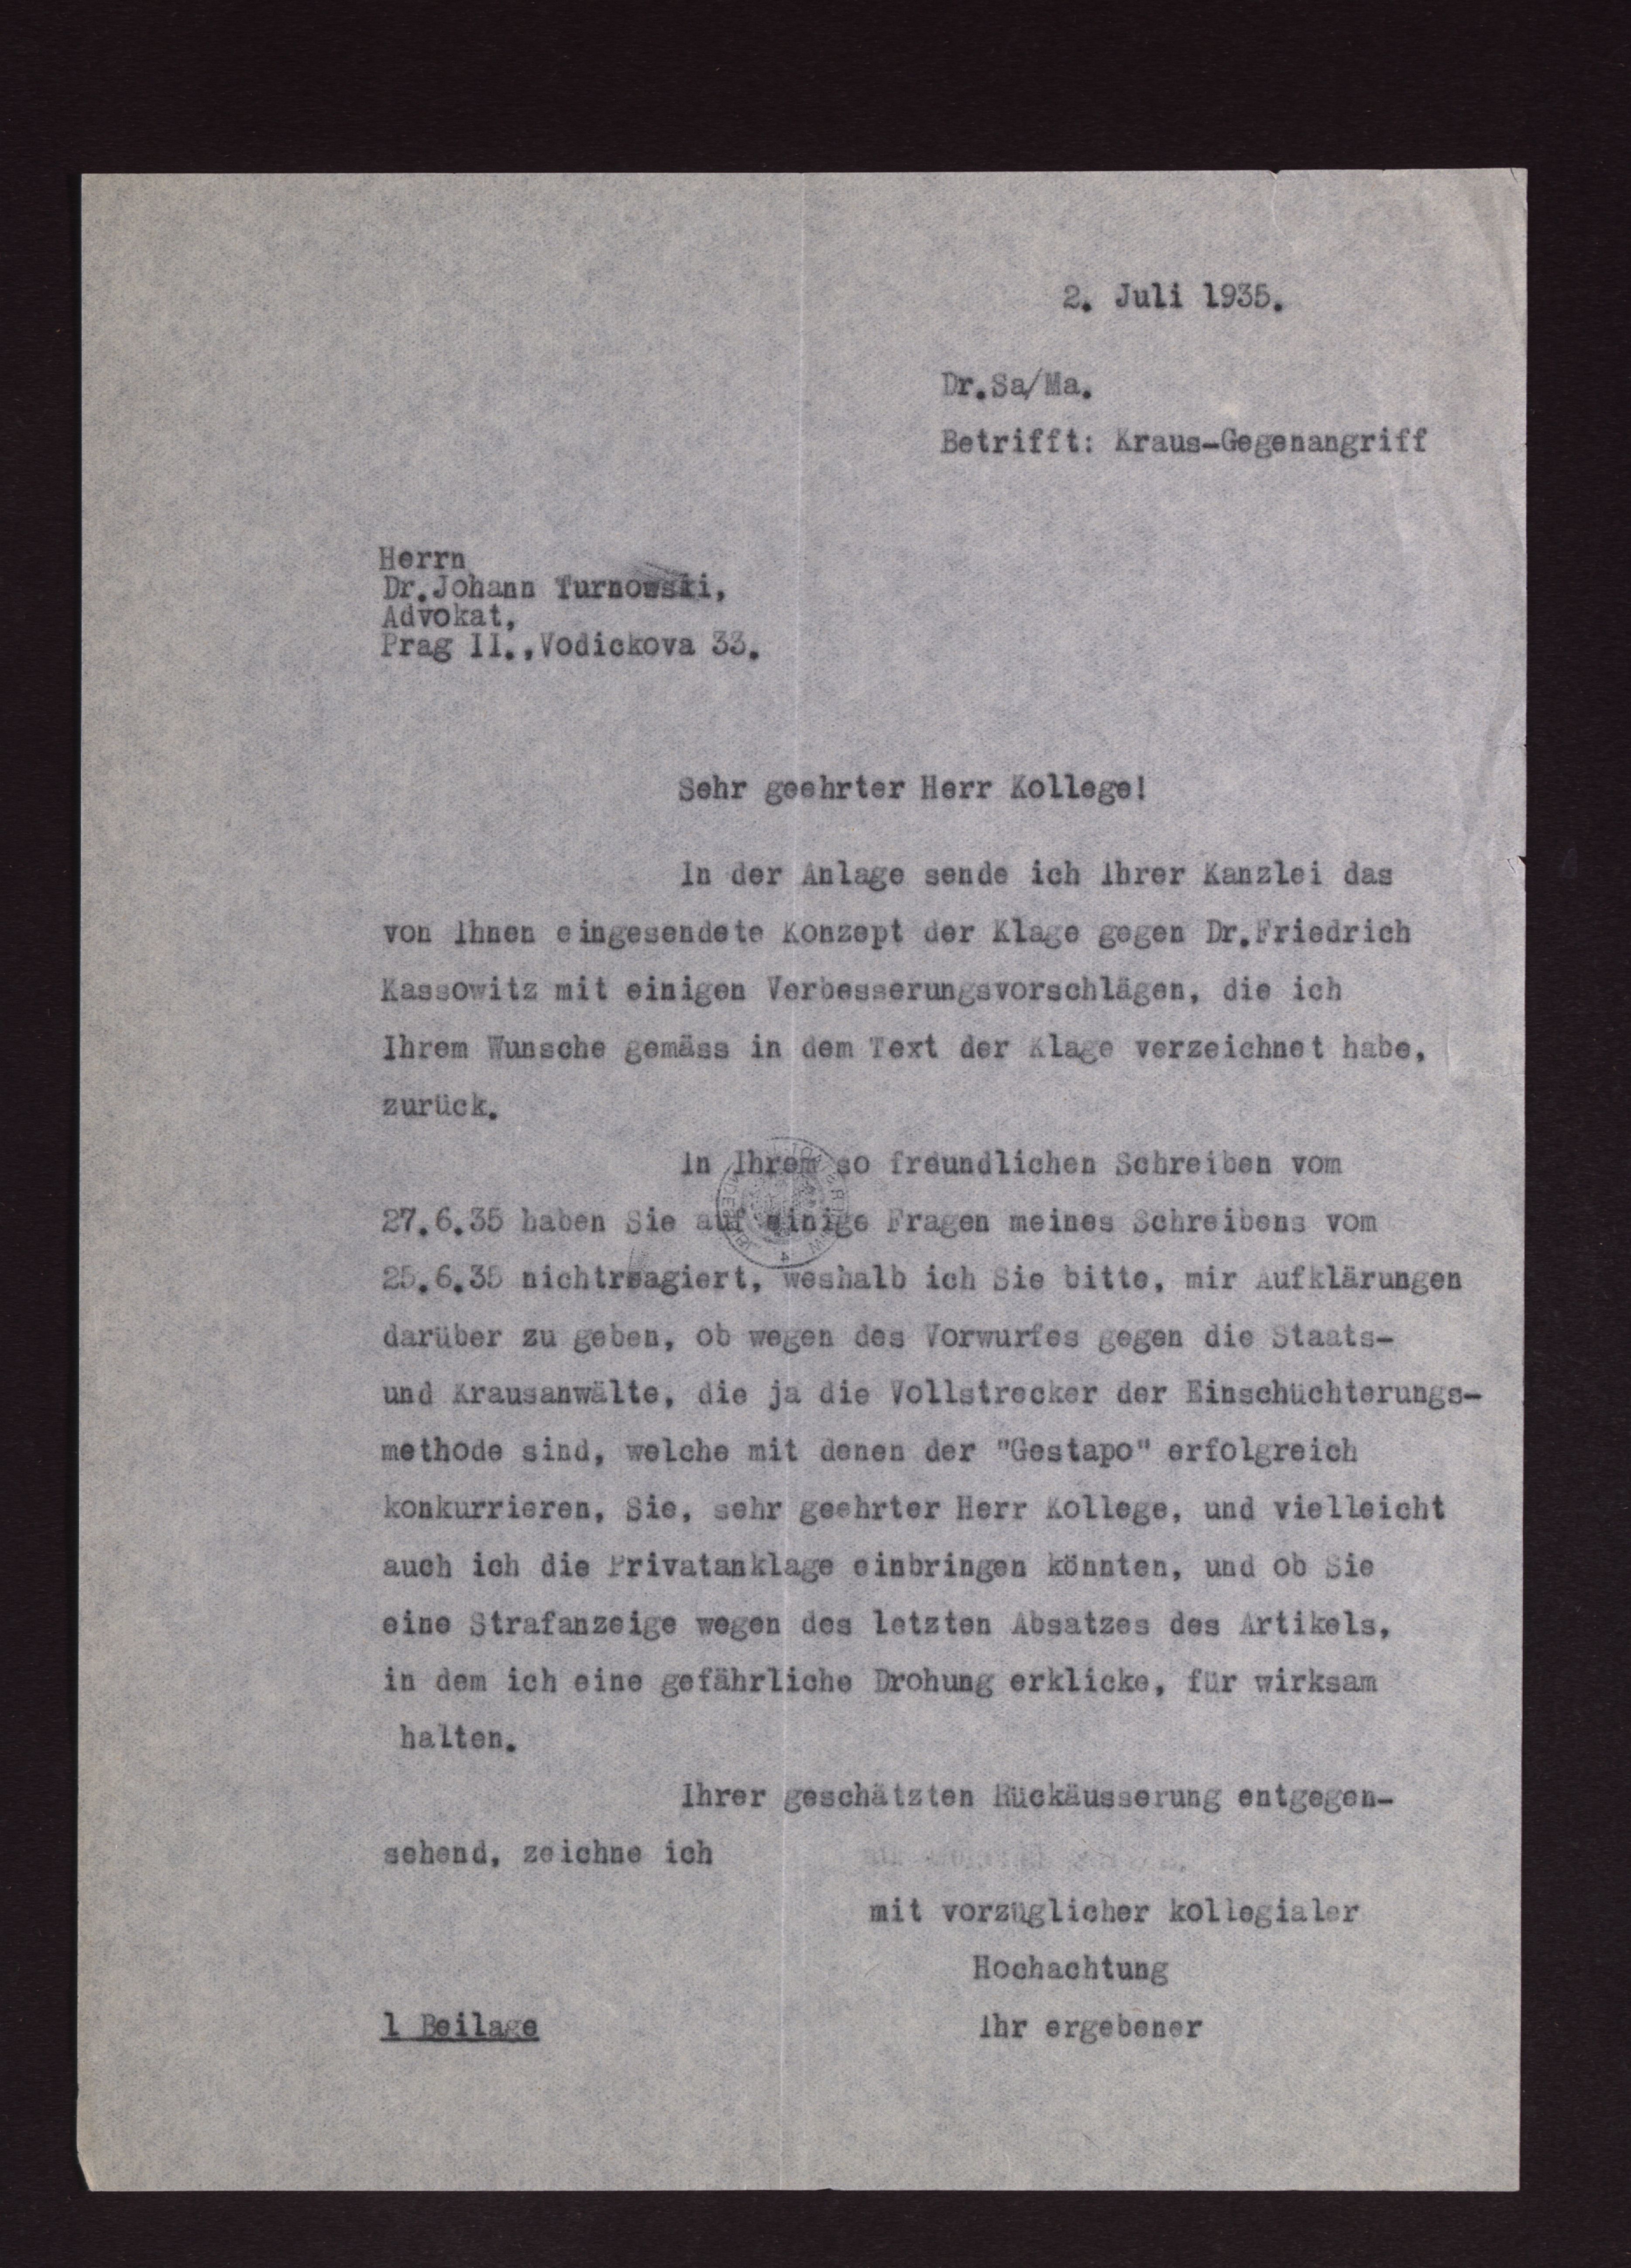 2. Juli 1935.
Dr.Sa/Ma.
Betrifft: Kraus-Gegenangriff
Herrn
Dr.Johann Turnowski,
Advokat,
Prag II.,Vodickova 33.
Sehr geehrter Herr Kollege!
In der Anlage sende ich Ihrer Kanzlei das
von Ihnen eingesendete Konzept der Klage gegen Dr.Friedrich
Kassowitz mit einigen Verbesserungsvorschlägen, die ich
Ihrem Wunsche gemäss in dem Text der Klage verzeichnet habe,
zurück.
In Ihrem so freundlichen Schreiben vom
27.6.35 haben Sie auf einige Fragen meines Schreibens vom
25.6.35 nichtreagiert, weshalb ich Sie bitte, mir Aufklärungen
darüber zu geben, ob wegen des Vorwurfes gegen die Staats-
und Krausanwälte, die ja die Vollstrecker der Einschüchterungs-
methode sind, welche mit denen der "Gestapo" erfolgreich
konkurrieren, Sie, sehr geehrter Herr Kollege, und vielleicht
auch ich die Privatanklage einbringen könnten, und ob Sie
eine Strafanzeige wegen des letzten Absatzes des Artikels,
in dem ich eine gefährliche Drohung erklicke, für wirksam
halten.
Ihrer geschätzten Rückäusserung entgegen-
sehend, zeichne ich
mit vorzüglicher kollegialer
Hochachtung
1 Beilage Ihr ergebener